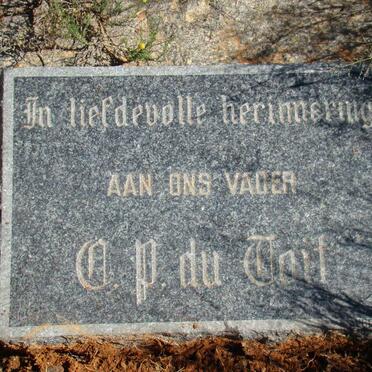 In liefdevolle herinnering
AAN ONS VADER
C. P. du Toit